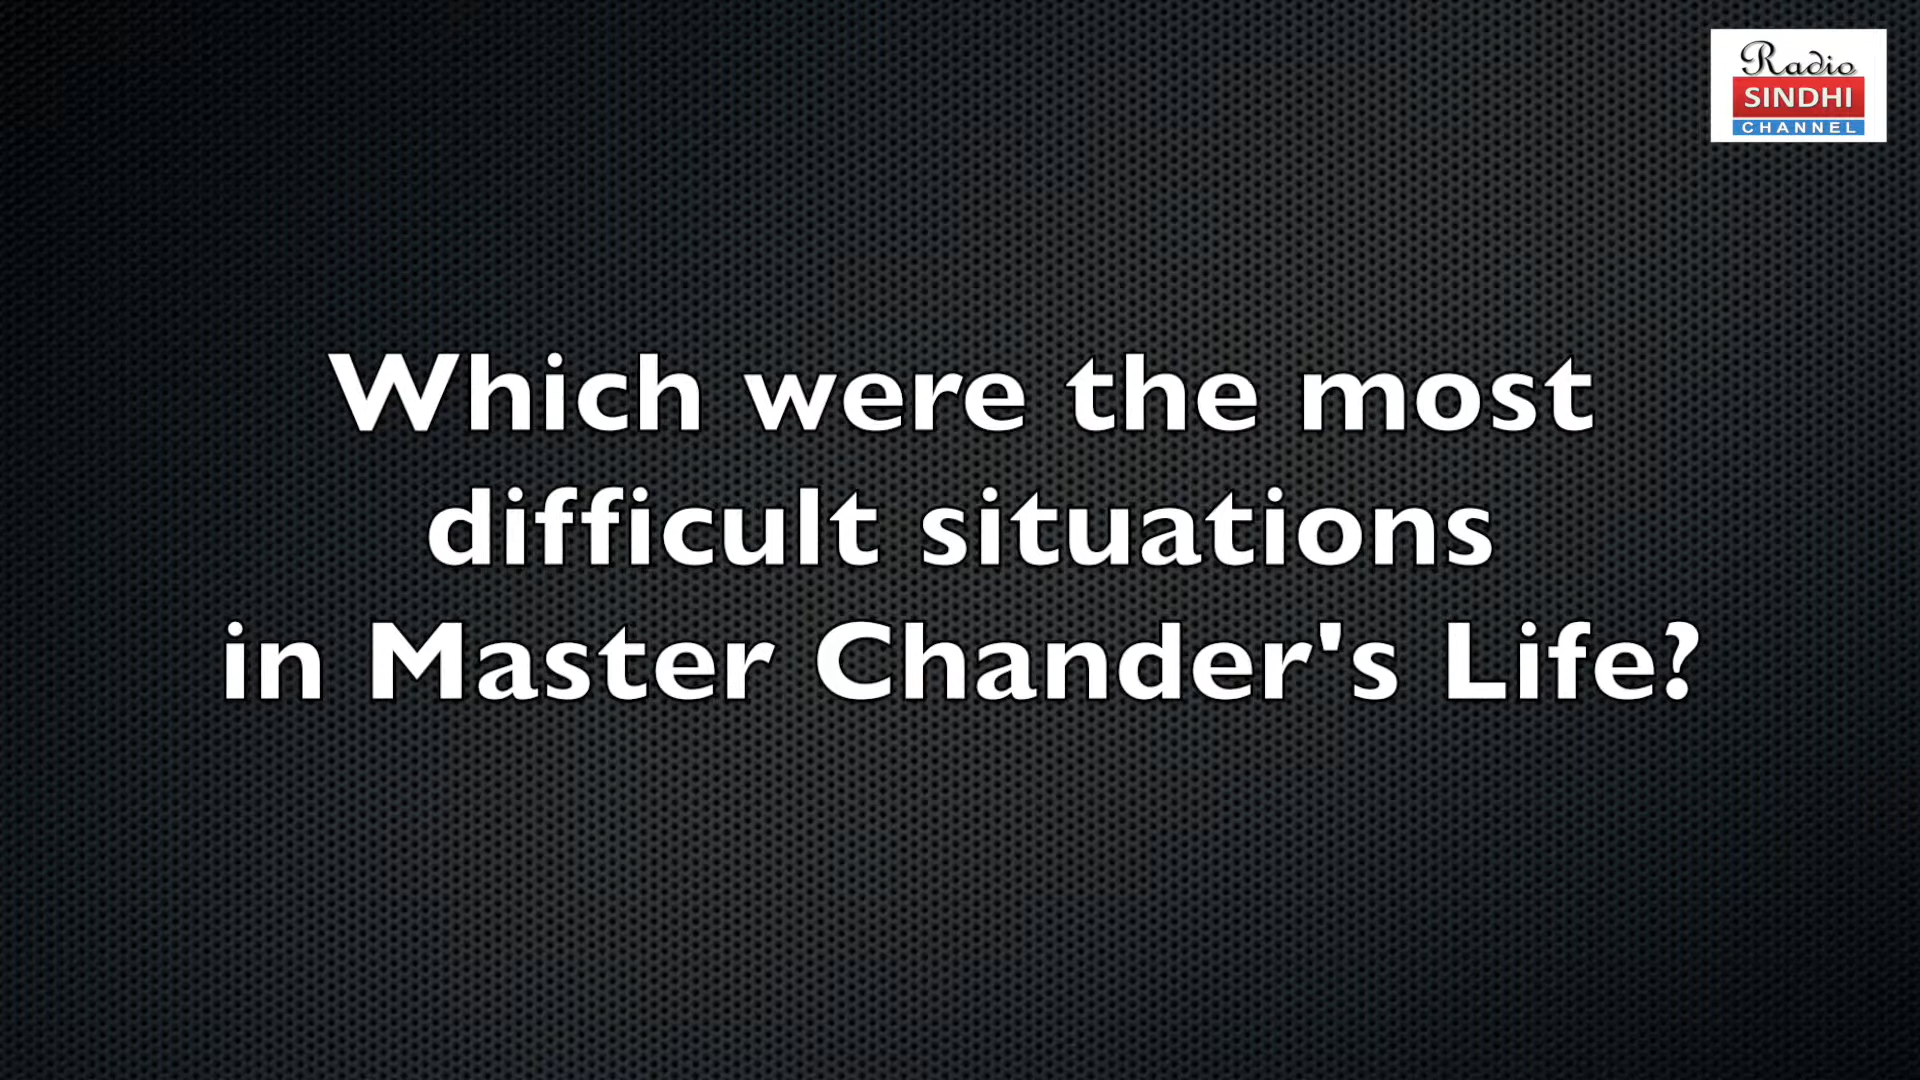 Radio
SINDHI
CHANNEL
Which were the most
difficult situations
in Master Chander's Life?